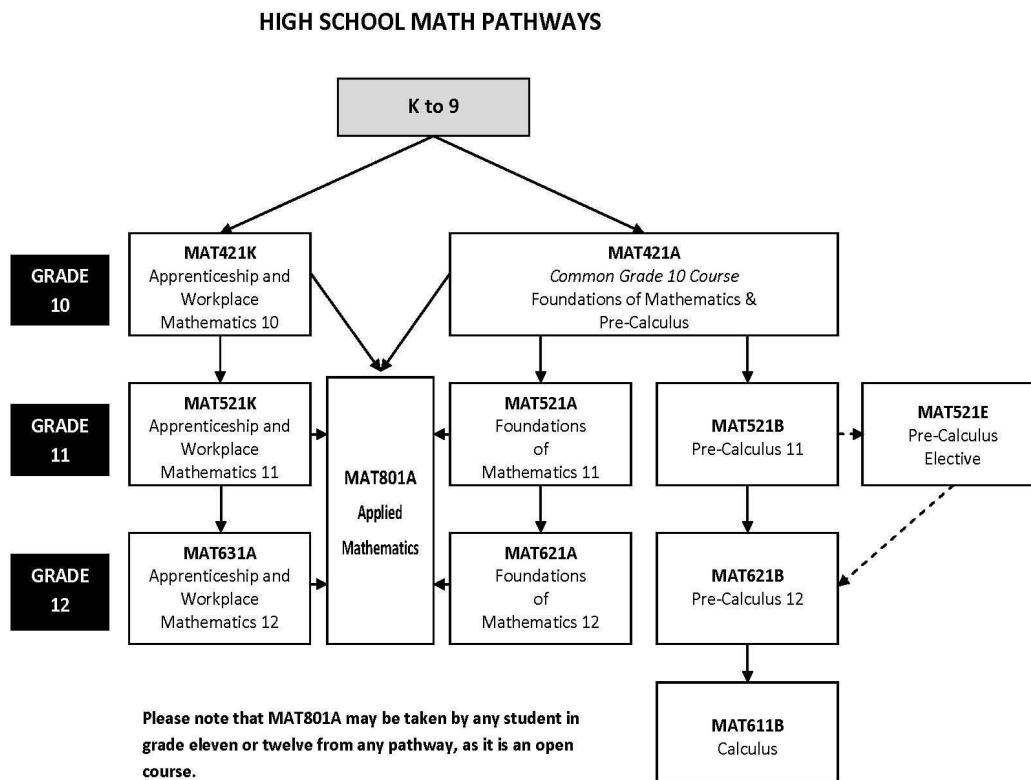 HIGH SCHOOL MATH PATHWAYS
K to 9
GRADE
10
MAT421K
Apprenticeship and
Workplace
Mathematics 10
MAT421A
Common Grade 10 Course
Foundations of Mathematics &
Pre-Calculus
GRADE
11
MAT521K
Apprenticeship and
Workplace
Mathematics 11
MAT801A
Applied
Mathematics
MAT521A
Foundations
of
Mathematics 11
MAT521B
Pre-Calculus 11
MAT521E
Pre-Calculus
Elective
GRADE
12
MAT631A
Apprenticeship and
Workplace
Mathematics 12
MAT621A
Foundations
of
Mathematics 12
MAT621B
Pre-Calculus 12
MAT611B
Calculus
Please note that MAT801A may be taken by any student in
grade eleven or twelve from any pathway, as it is an open
course.